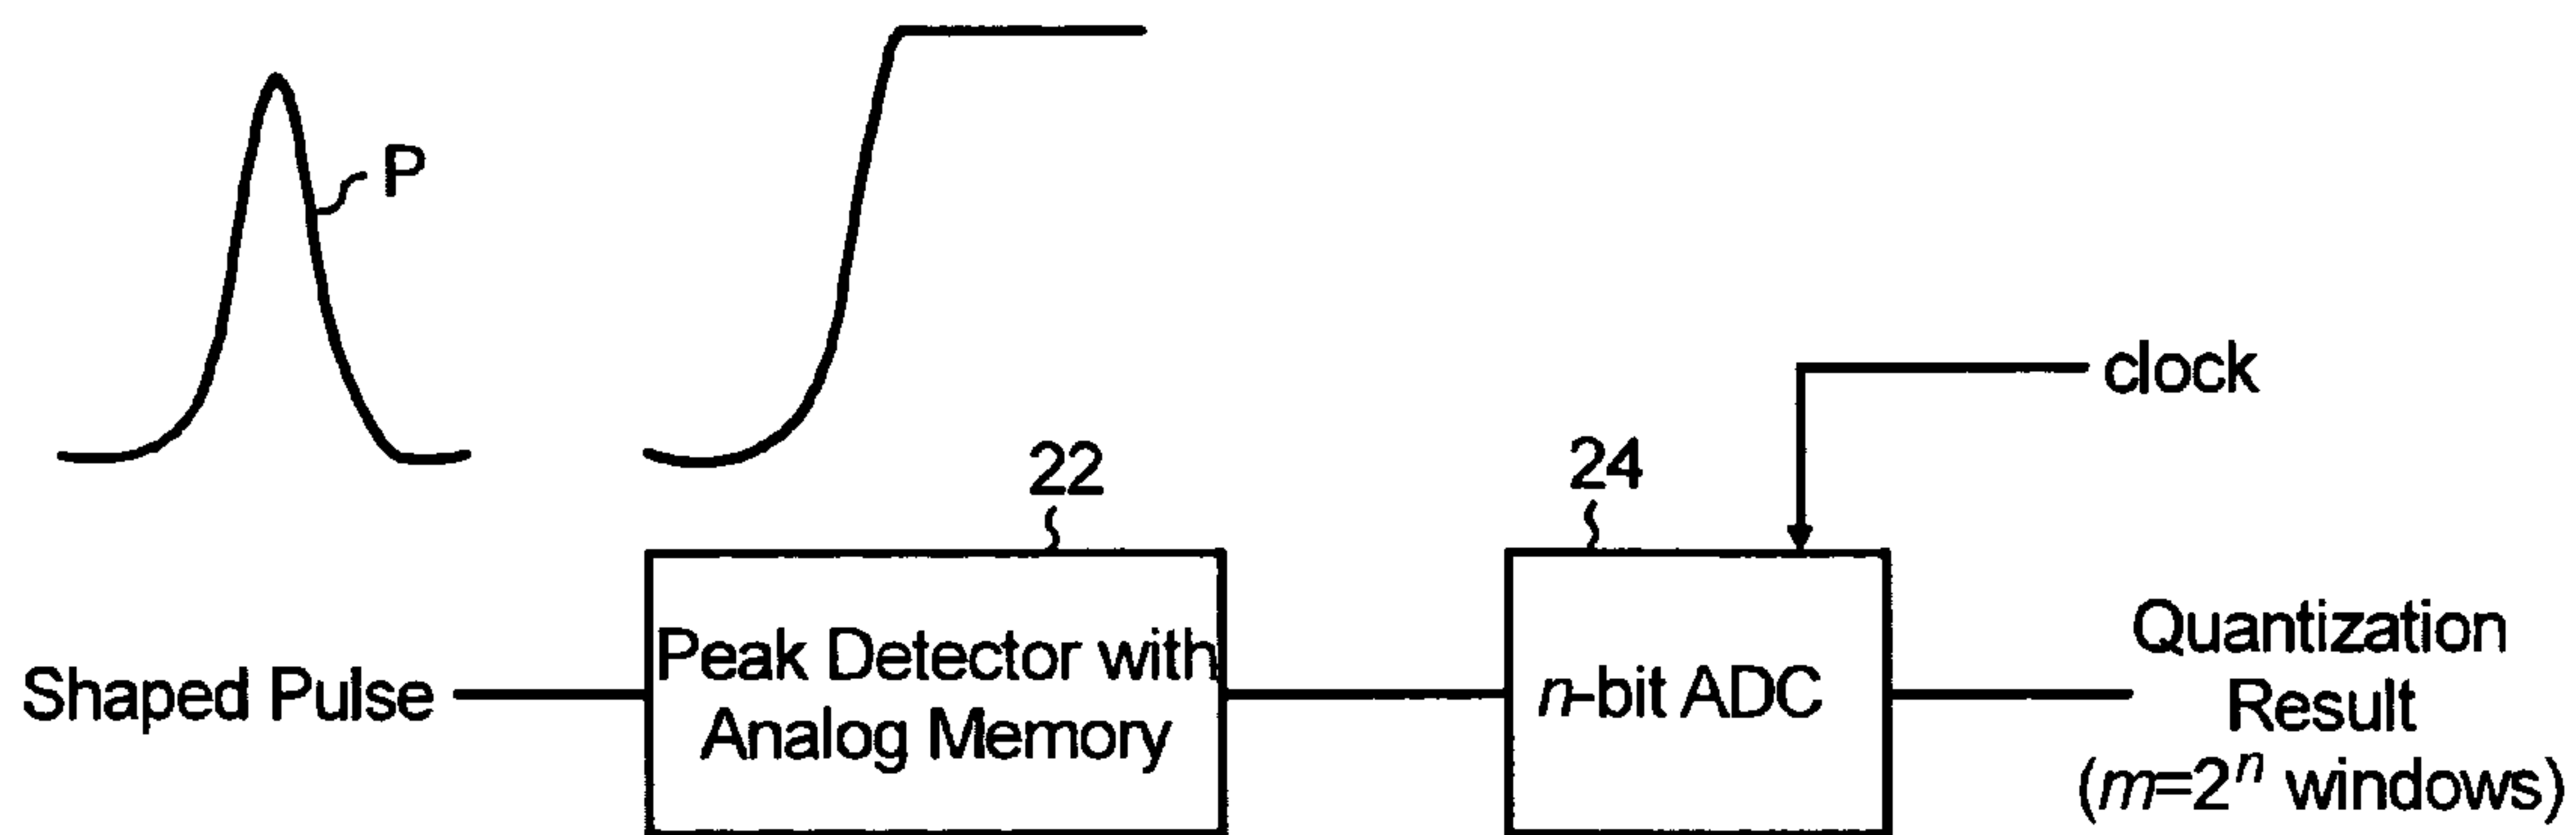 P
clock
22
24
Shaped Pulse
Peak Detector with
Analog Memory
n-bit ADC
Quantization
Result
(m=2ⁿ windows)